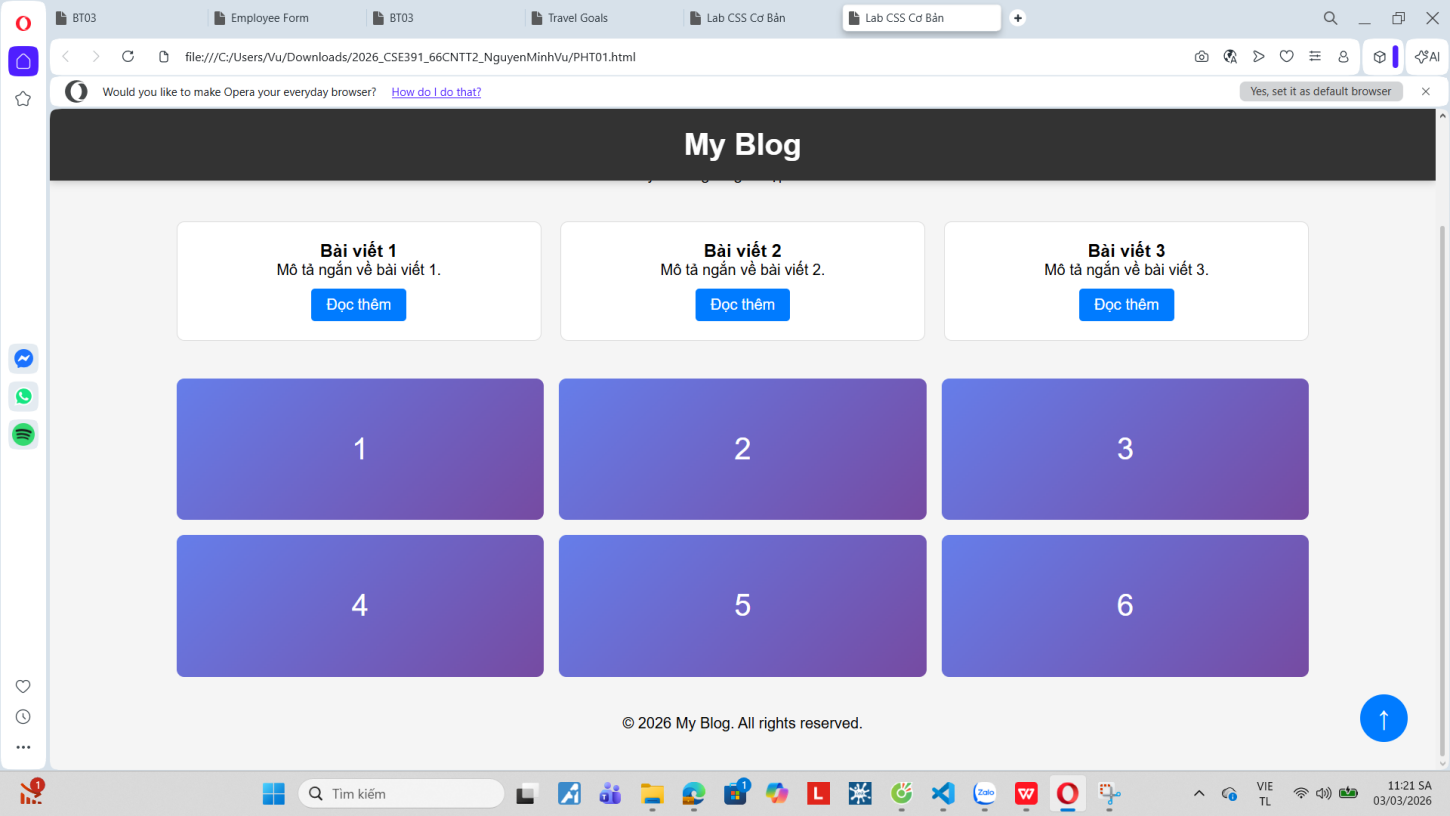 BT03
Employee Form
BT03
Travel Goals
Lab CSS Cơ Bản
Lab CSS Cơ Bản
file:///C:/Users/Vu/Downloads/2026_CSE391_66CNTT2_NguyenMinhVu/PHT01.html
AI
Would you like to make Opera your everyday browser? How do I do that?
Yes, set it as default browser
My Blog
Bài viết 1
Mô tả ngắn về bài viết 1.
Đọc thêm
Bài viết 2
Mô tả ngắn về bài viết 2.
Đọc thêm
Bài viết 3
Mô tả ngắn về bài viết 3.
Đọc thêm
1
2
3
4
5
6
© 2026 My Blog. All rights reserved.
↑
1
Tìm kiếm
1
L
Zalo
W
VIE
TL
11:21 SA
03/03/2026